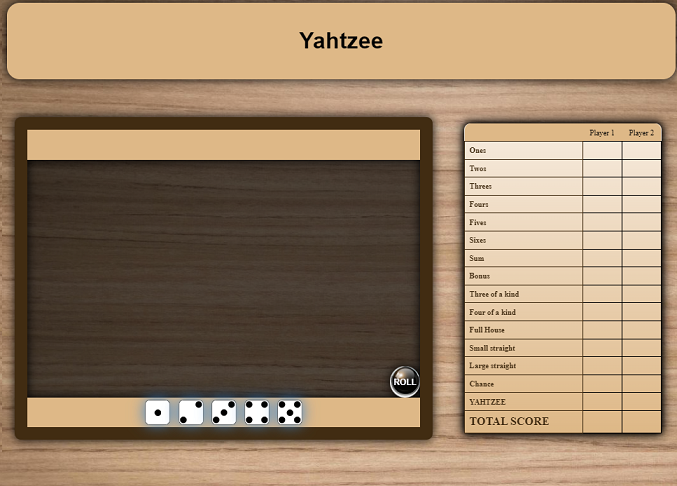 Yahtzee
Player 1 Player 2
Ones
Twos
Threes
Fours
Fives
Sixes
Sum
Bonus
Three of a kind
Four of a kind
Full House
Small straight
Large straight
Chance
YAHTZEE
TOTAL SCORE
ROLL